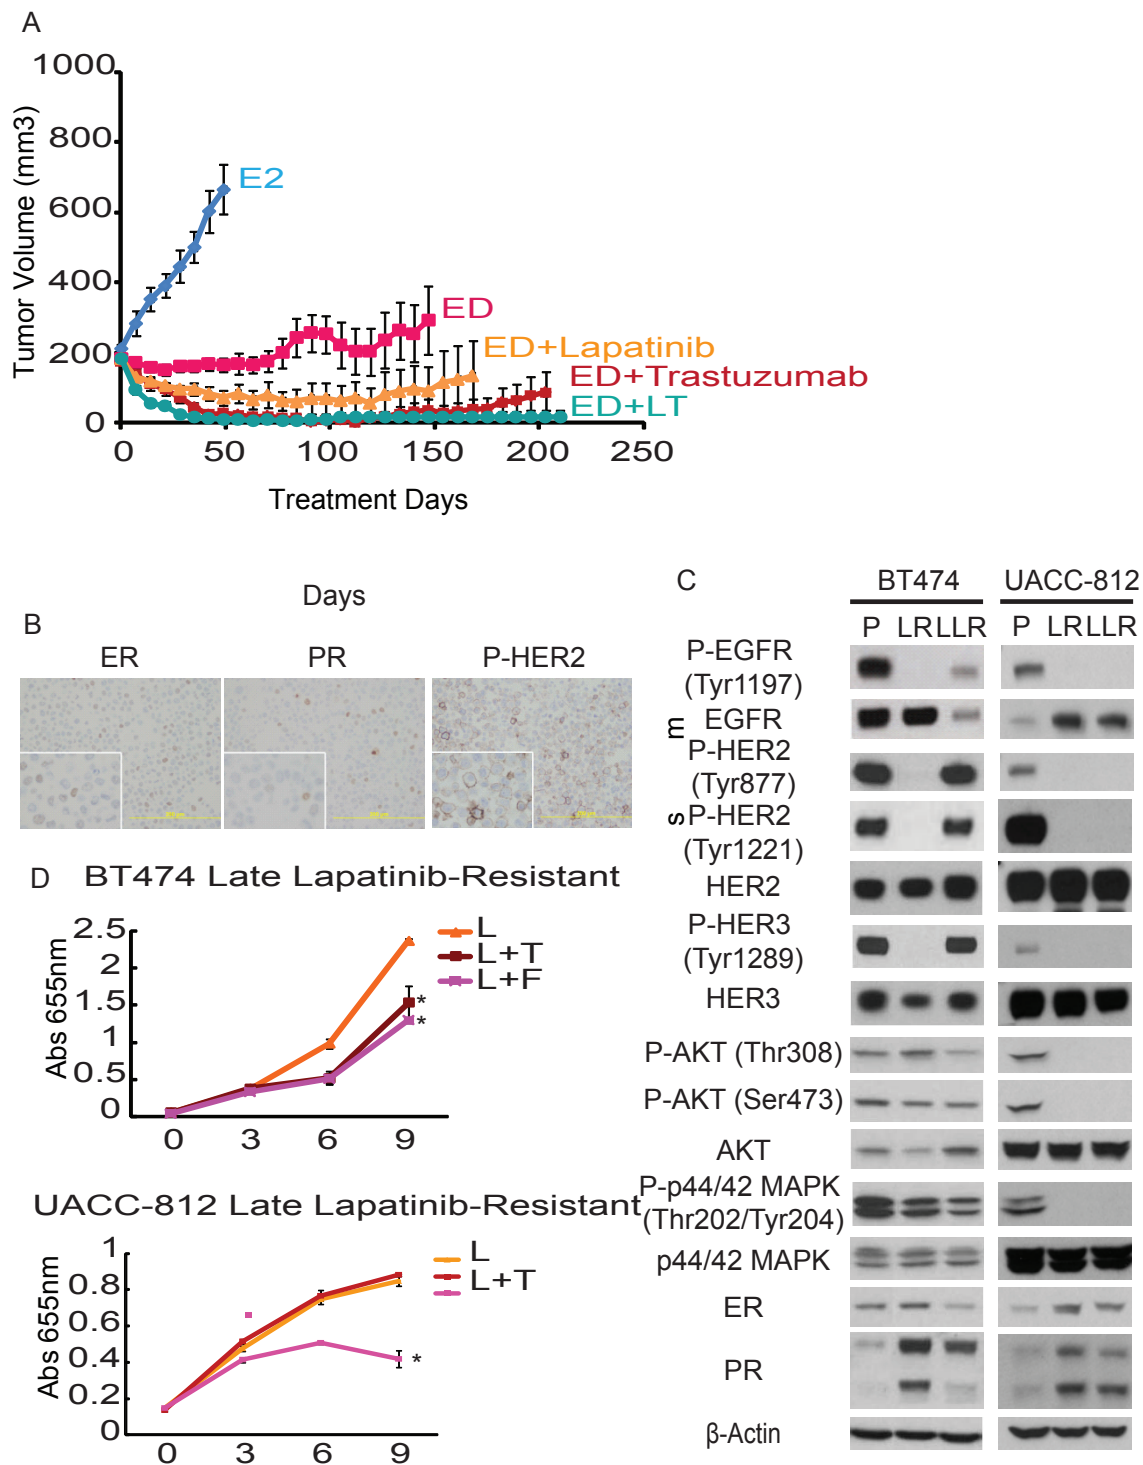 A
1000
800
600
400
200
0
Tumor Volume (mm3)
E2
ED
ED+Lapatinib
ED+Trastuzumab
ED+LT
0 50 100 150 200 250
Treatment Days
Days
B
ER PR P-HER2
C
BT474 UACC-812
P LR LLR P LR LLR
P-EGFR
(Tyr1197)
m EGFR
P-HER2
(Tyr877)
s P-HER2
(Tyr1221)
HER2
P-HER3
(Tyr1289)
HER3
P-AKT (Thr308)
P-AKT (Ser473)
AKT
P-p44/42 MAPK
(Thr202/Tyr204)
p44/42 MAPK
ER
PR
β-Actin
D BT474 Late Lapatinib-Resistant
2.5
2
1.5
1
0.5
0
Abs 655nm
L
L+T
L+F
*
*
0 3 6 9
UACC-812 Late Lapatinib-Resistant
1
0.8
0.6
0.4
0.2
0
Abs 655nm
L
L+T
*
0 3 6 9